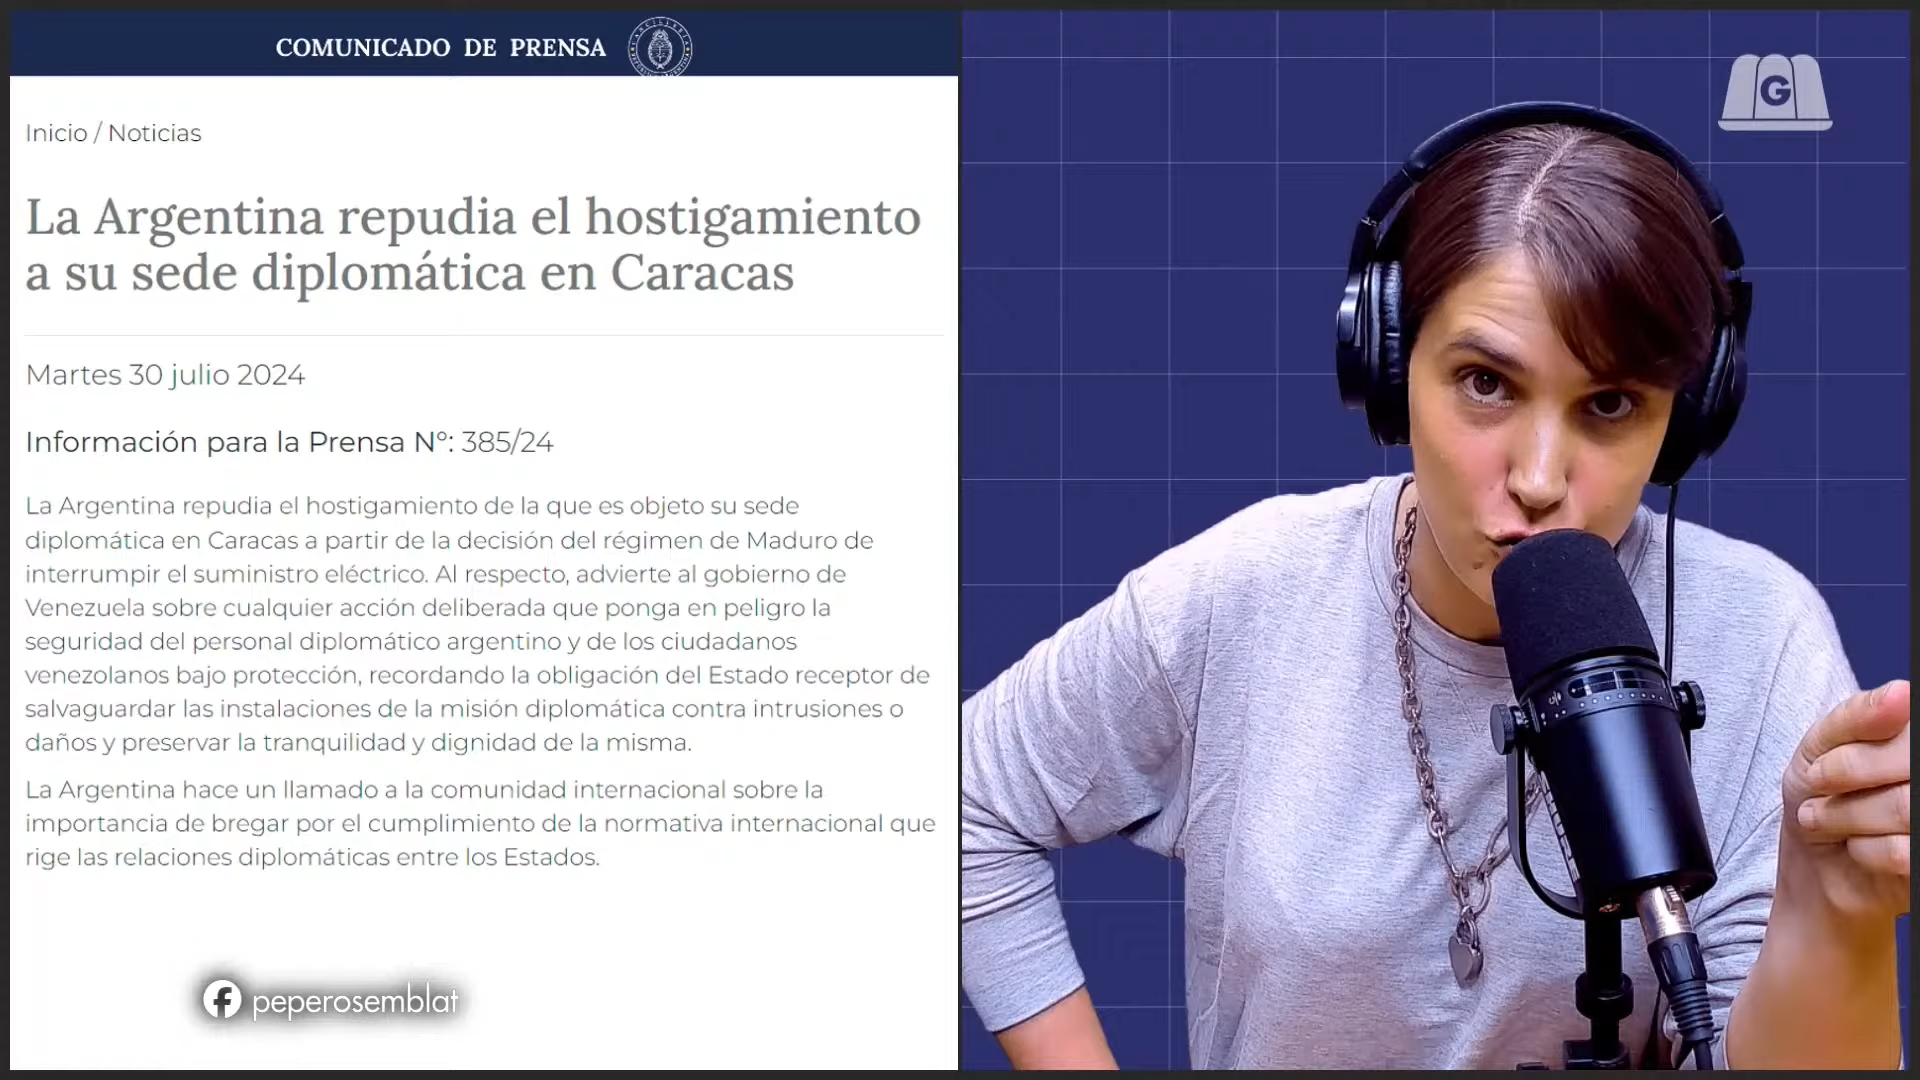 COMUNICADO DE PRENSA
Inicio / Noticias
La Argentina repudia el hostigamiento
a su sede diplomática en Caracas
Martes 30 julio 2024
Información para la Prensa N°: 385/24
La Argentina repudia el hostigamiento de la que es objeto su sede
diplomática en Caracas a partir de la decisión del régimen de Maduro de
interrumpir el suministro eléctrico. Al respecto, advierte al gobierno de
Venezuela sobre cualquier acción deliberada que ponga en peligro la
seguridad del personal diplomático argentino y de los ciudadanos
venezolanos bajo protección, recordando la obligación del Estado receptor de
salvaguardar las instalaciones de la misión diplomática contra intrusiones o
daños y preservar la tranquilidad y dignidad de la misma.
La Argentina hace un llamado a la comunidad internacional sobre la
importancia de bregar por el cumplimiento de la normativa internacional que
rige las relaciones diplomáticas entre los Estados.
peperosemblat
G